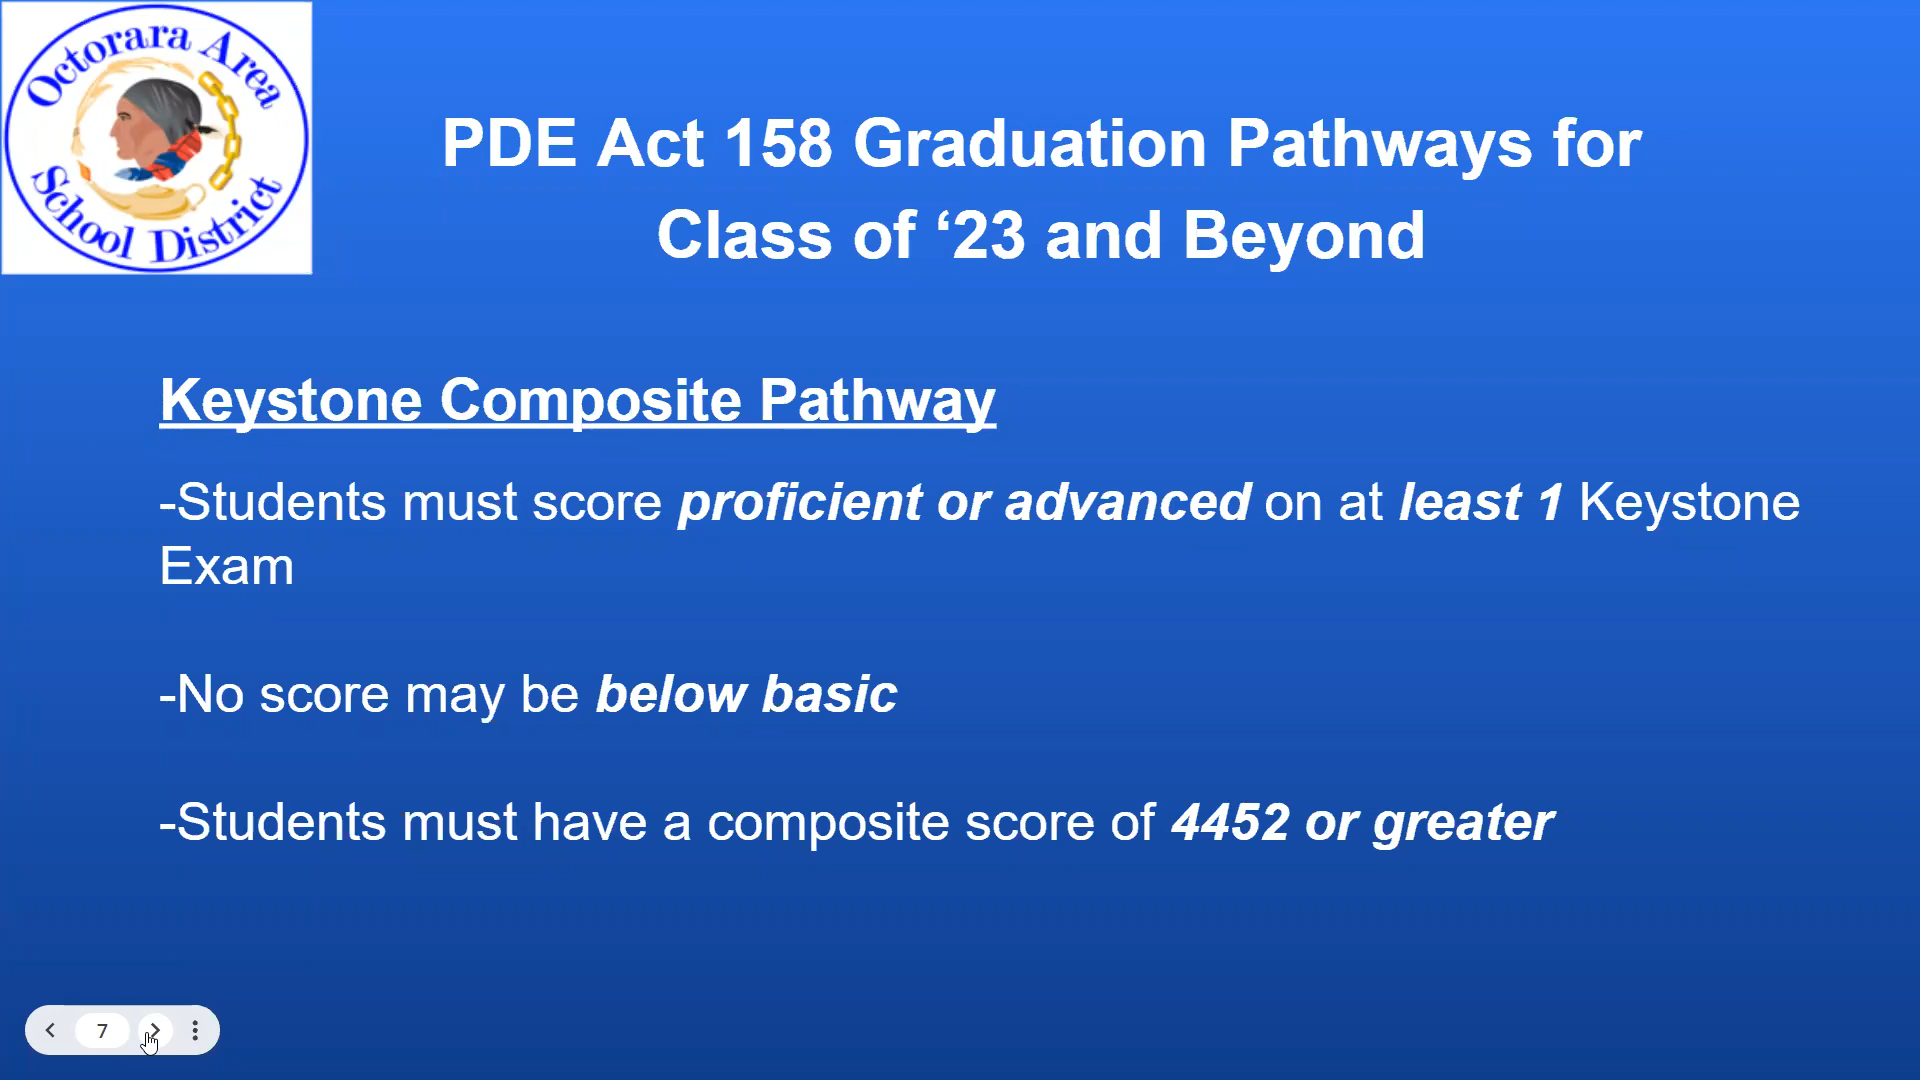 Octorara Area
School District
PDE Act 158 Graduation Pathways for
Class of ‘23 and Beyond
Keystone Composite Pathway
-Students must score proficient or advanced on at least 1 Keystone
Exam
-No score may be below basic
-Students must have a composite score of 4452 or greater
7